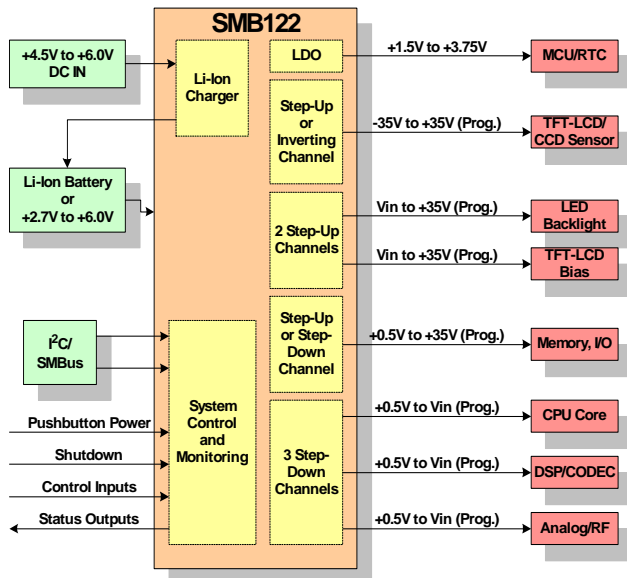 SMB122
+4.5V to +6.0V
DC IN
Li-Ion
Charger
LDO
+1.5V to +3.75V
MCU/RTC
Step-Up
or
Inverting
Channel
-35V to +35V (Prog.)
TFT-LCD/
CCD Sensor
Li-Ion Battery
or
+2.7V to +6.0V
2 Step-Up
Channels
Vin to +35V (Prog.)
LED
Backlight
Vin to +35V (Prog.)
TFT-LCD
Bias
I²C/
SMBus
Step-Up
or Step-
Down
Channel
+0.5V to +35V (Prog.)
Memory, I/O
System
Control
and
Monitoring
Pushbutton Power
Shutdown
Control Inputs
Status Outputs
3 Step-
Down
Channels
+0.5V to Vin (Prog.)
CPU Core
+0.5V to Vin (Prog.)
DSP/CODEC
+0.5V to Vin (Prog.)
Analog/RF